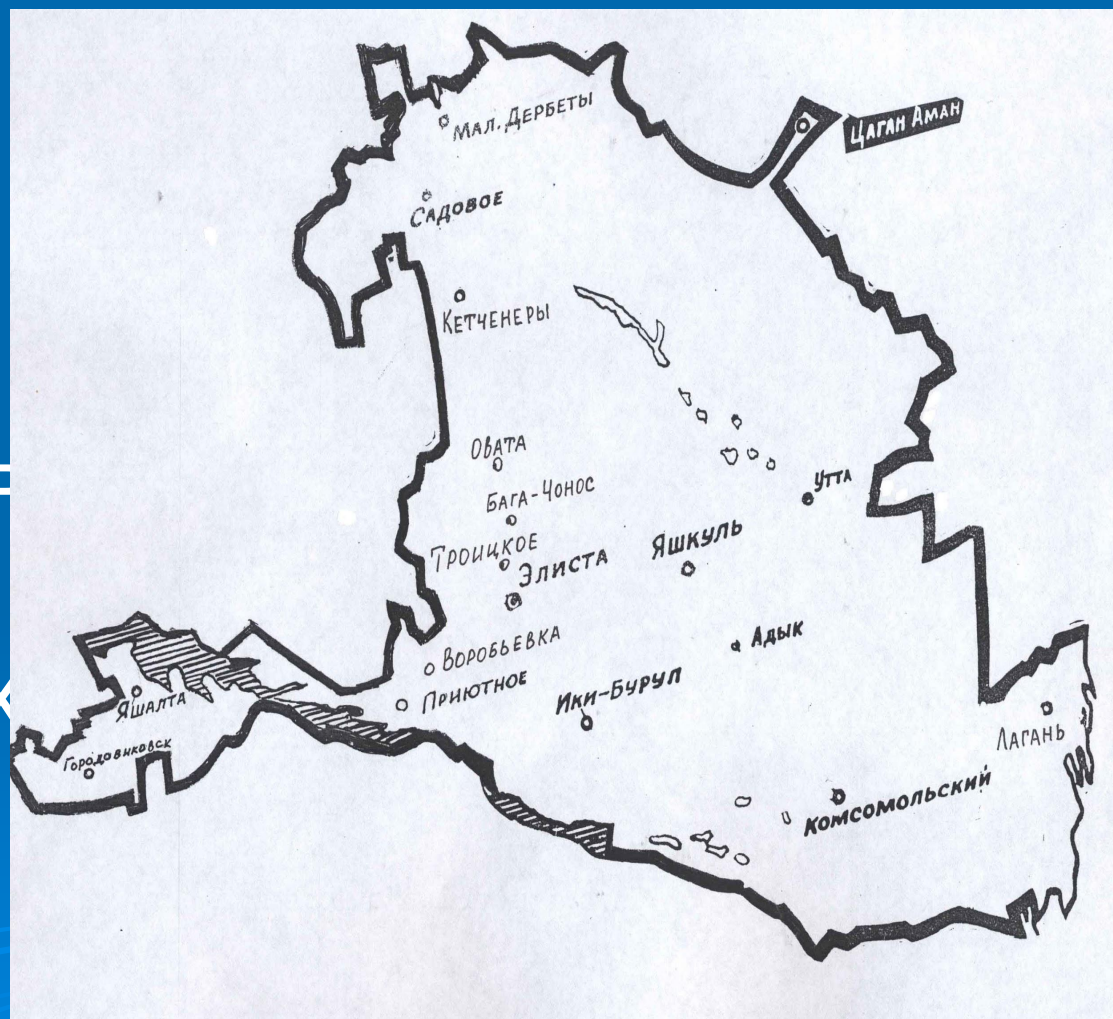 Мал. Дербеты
Цаган Аман
Садовое
Кетченеры
Овата
Бага-Чонос
Утта
Троицкое
Яшкуль
Элиста
Воробьевка
Адык
Приютное
Ики-Бурул
Яшалта
Лагань
Городовиковск
Комсомольский